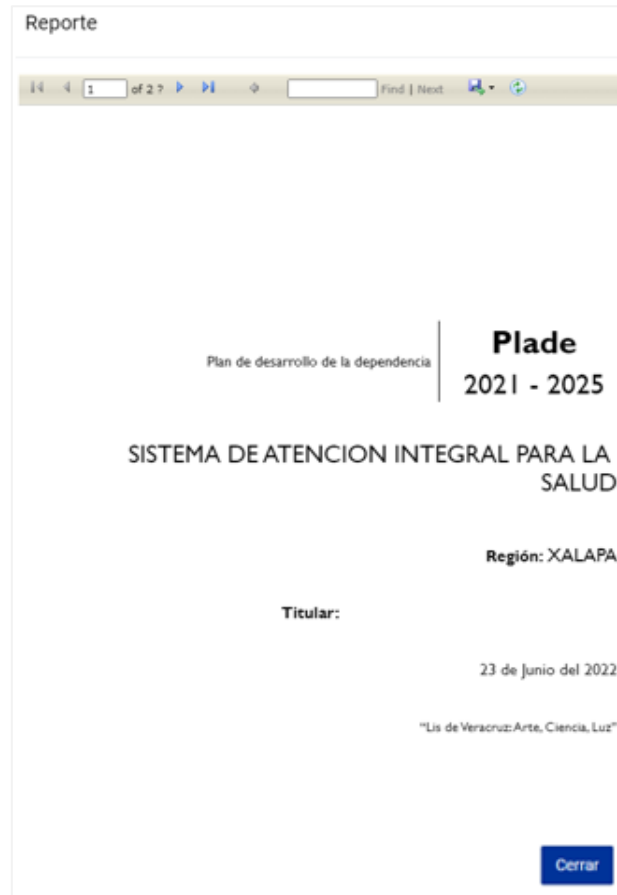 Reporte
1 of 2 ? Find | Next
Plan de desarrollo de la dependencia
Plade
2021 - 2025
SISTEMA DE ATENCION INTEGRAL PARA LA
SALUD
Región: XALAPA
Titular:
23 de Junio del 2022
"Lis de Veracruz: Arte, Ciencia, Luz"
Cerrar